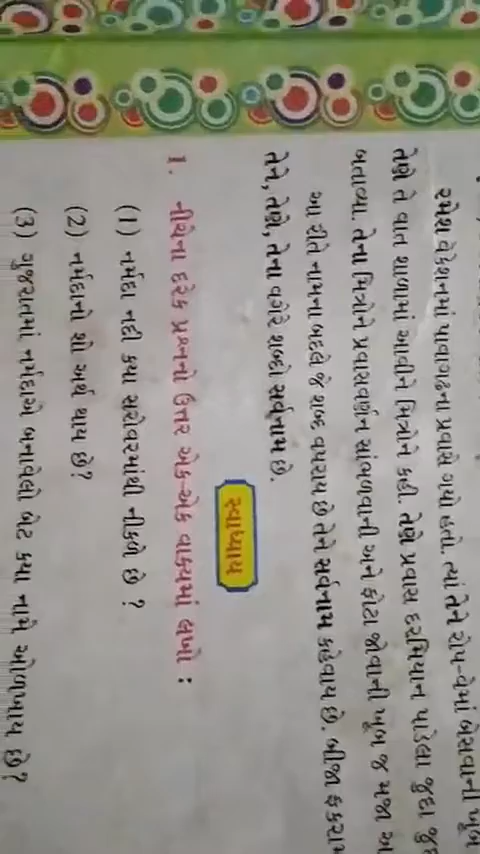 રમેશ વેકેશનમાં પાવાગઢના પ્રવાસે ગયો હતો. ત્યાં તેને રોપ-વેમાં બેસવાની ખૂબ
તેણે તે વાત શાળામાં આવીને મિત્રોને કહી. તેણે પ્રવાસ દરમિયાન પાડેલા જુદા જુદ
બતાવ્યા. તેના મિત્રોને પ્રવાસવર્ણન સાંભળવાની અને ફોટા જોવાની ખૂબ જ મજા આ
આ રીતે નામના બદલે જે શબ્દ વપરાય છે તેને સર્વનામ કહેવાય છે. બીજા ફકરામ
તેને, તેણે, તેના વગેરે શબ્દો સર્વનામ છે.
સ્વાધ્યાય
1. નીચેના દરેક પ્રશ્નનો ઉત્તર એક-એક વાક્યમાં લખો :
(1) નર્મદા નદી કયા સરોવરમાંથી નીકળે છે ?
(2) નર્મદાનો શો અર્થ થાય છે?
(3) ગુજરાતમાં નર્મદાએ બનાવેલો બેટ કયા નામે ઓળખાય છે?